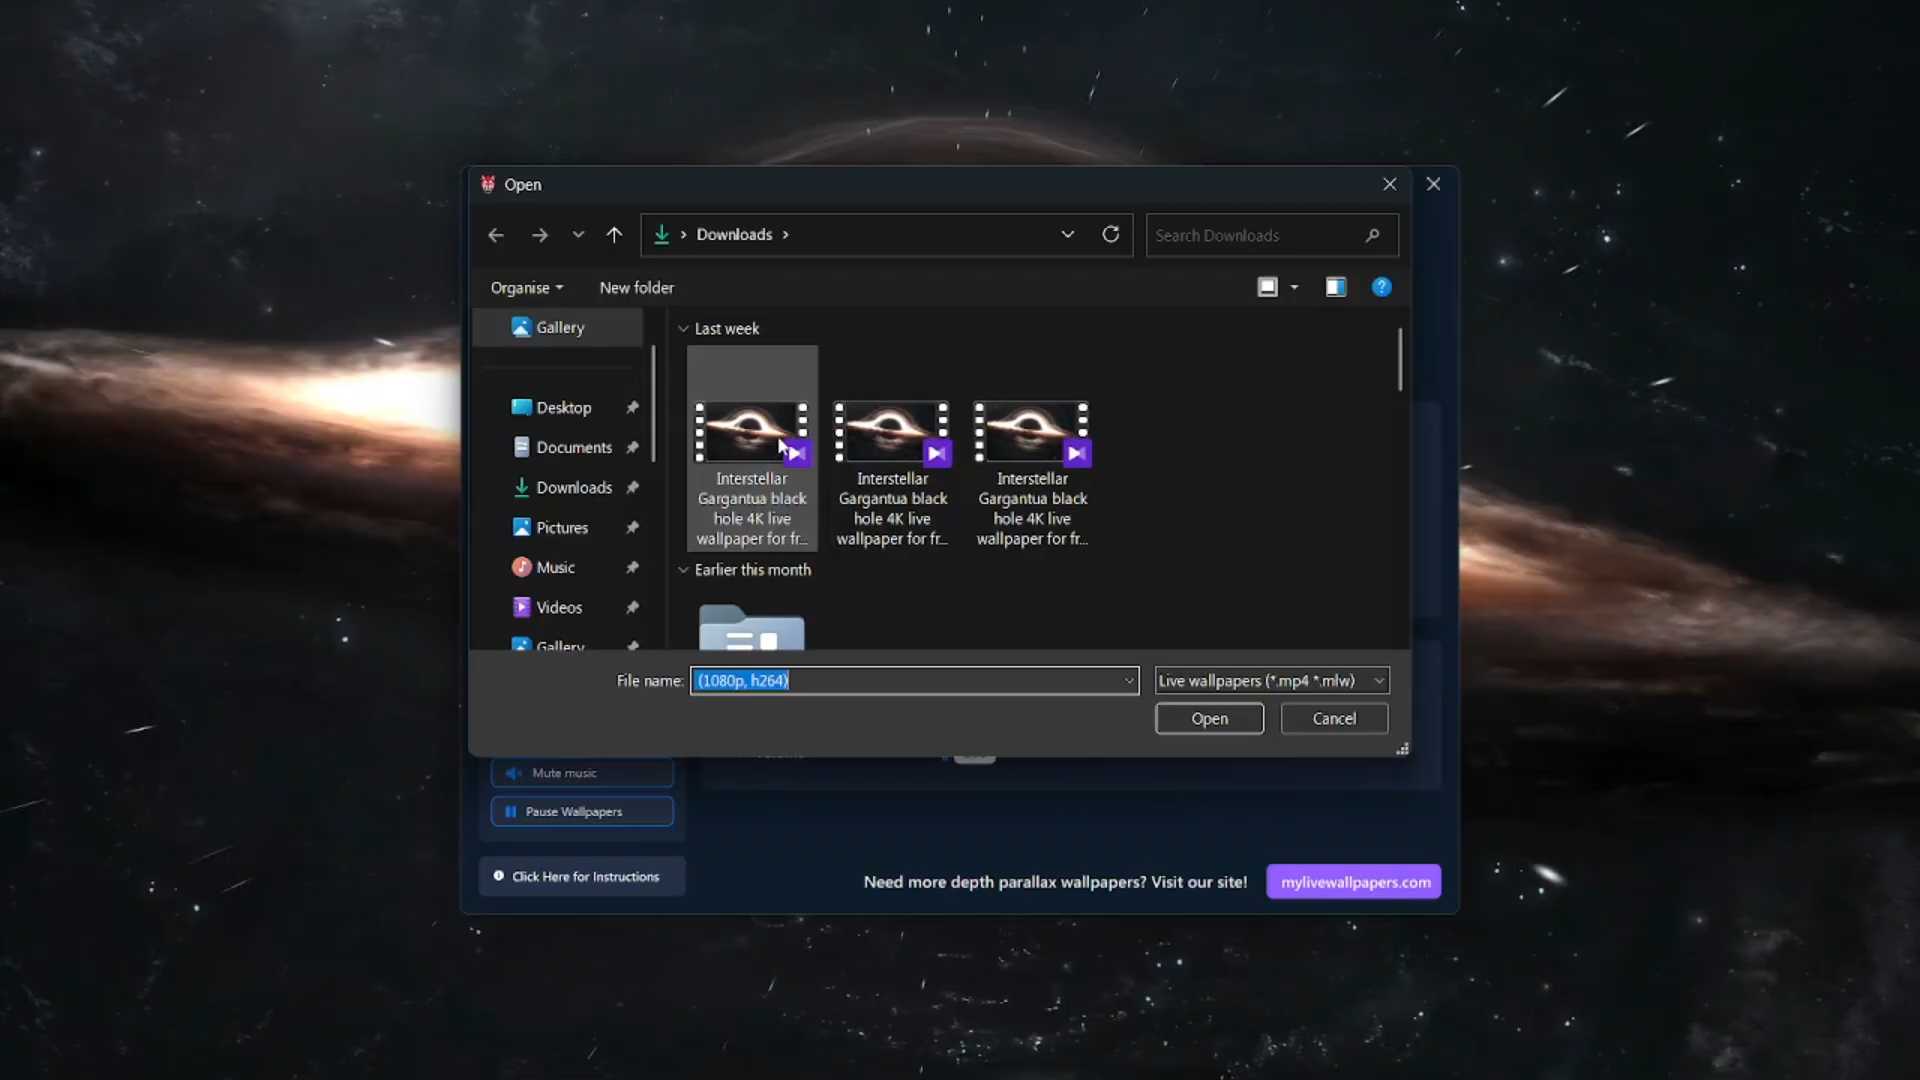 Open
Downloads
Search Downloads
Organise
New folder
Gallery
Desktop
Documents
Downloads
Pictures
Music
Videos
Gallery
Last week
Interstellar
Gargantua black
hole 4K live
wallpaper for fr...
Interstellar
Gargantua black
hole 4K live
wallpaper for fr...
Interstellar
Gargantua black
hole 4K live
wallpaper for fr...
Earlier this month
File name:
(1080p, h264)
Live wallpapers (*.mp4 *.mlw)
Open
Cancel
Mute music
Pause Wallpapers
Click Here for Instructions
Need more depth parallax wallpapers? Visit our site!
mylivewallpapers.com